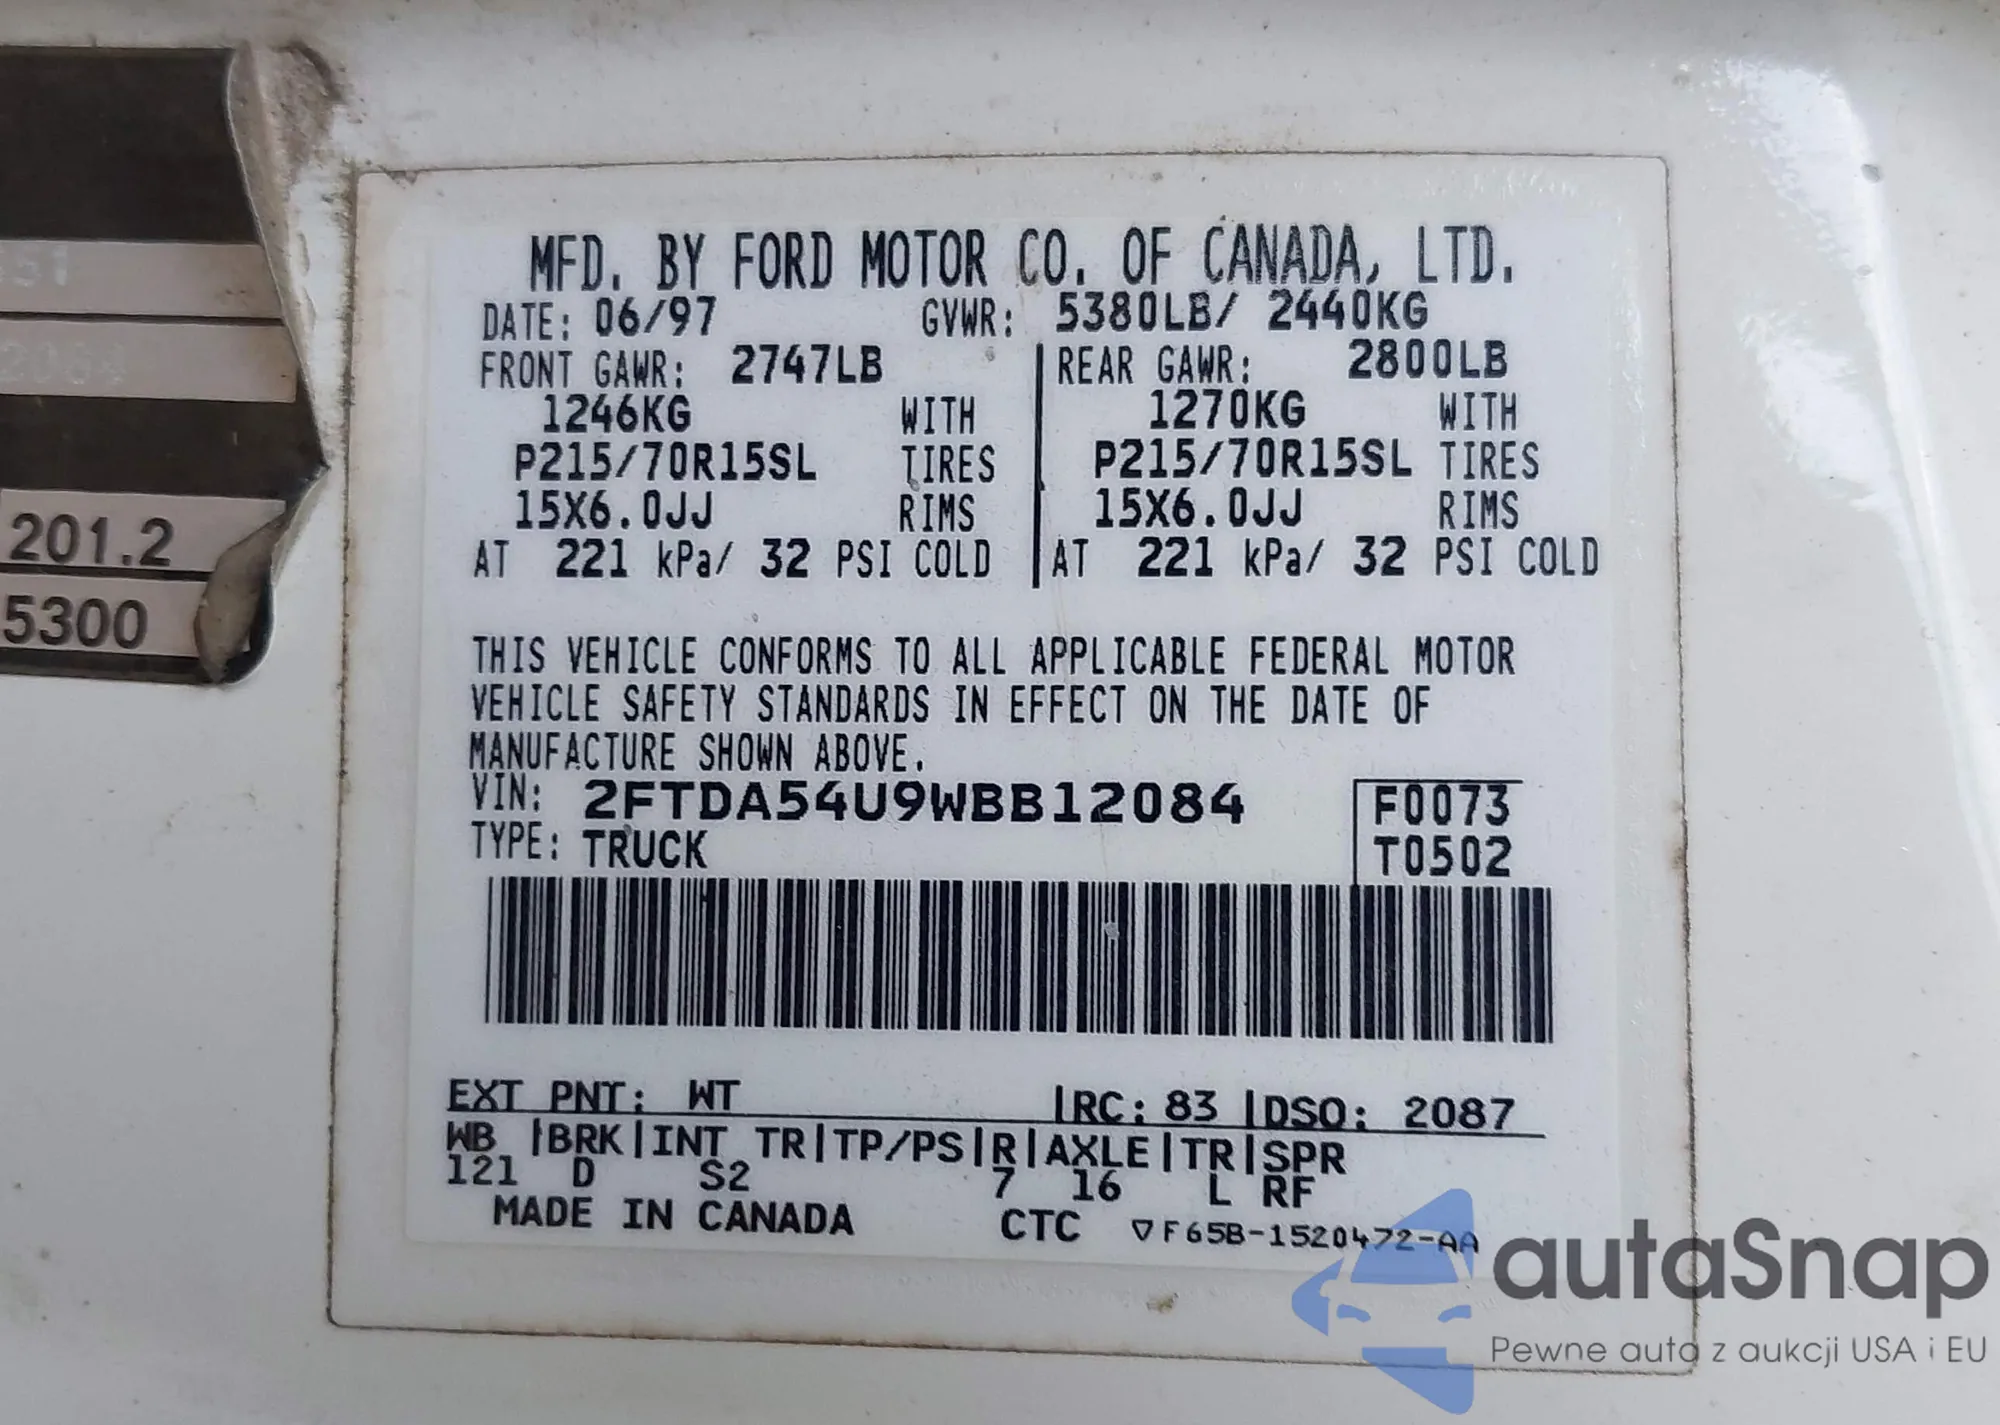 MFD. BY FORD MOTOR CO. OF CANADA, LTD.
DATE: 06/97 GVWR: 5380LB/ 2440KG
FRONT GAWR: 2747LB REAR GAWR: 2800LB
1246KG WITH 1270KG WITH
P215/70R15SL TIRES P215/70R15SL TIRES
15X6.0JJ RIMS 15X6.0JJ RIMS
AT 221 kPa/ 32 PSI COLD AT 221 kPa/ 32 PSI COLD
THIS VEHICLE CONFORMS TO ALL APPLICABLE FEDERAL MOTOR
VEHICLE SAFETY STANDARDS IN EFFECT ON THE DATE OF
MANUFACTURE SHOWN ABOVE.
VIN: 2FTDA54U9WBB12084 F0073
TYPE: TRUCK T0502
EXT PNT: WT |RC: 83 |DSO: 2087
WB |BRK|INT TR|TP/PS|R|AXLE|TR|SPR
121 D S2 7 16 L RF
MADE IN CANADA CTC ▽F65B-1520472-AA
201.2
5300
autaSnap
Pewne auta z aukcji USA i EU